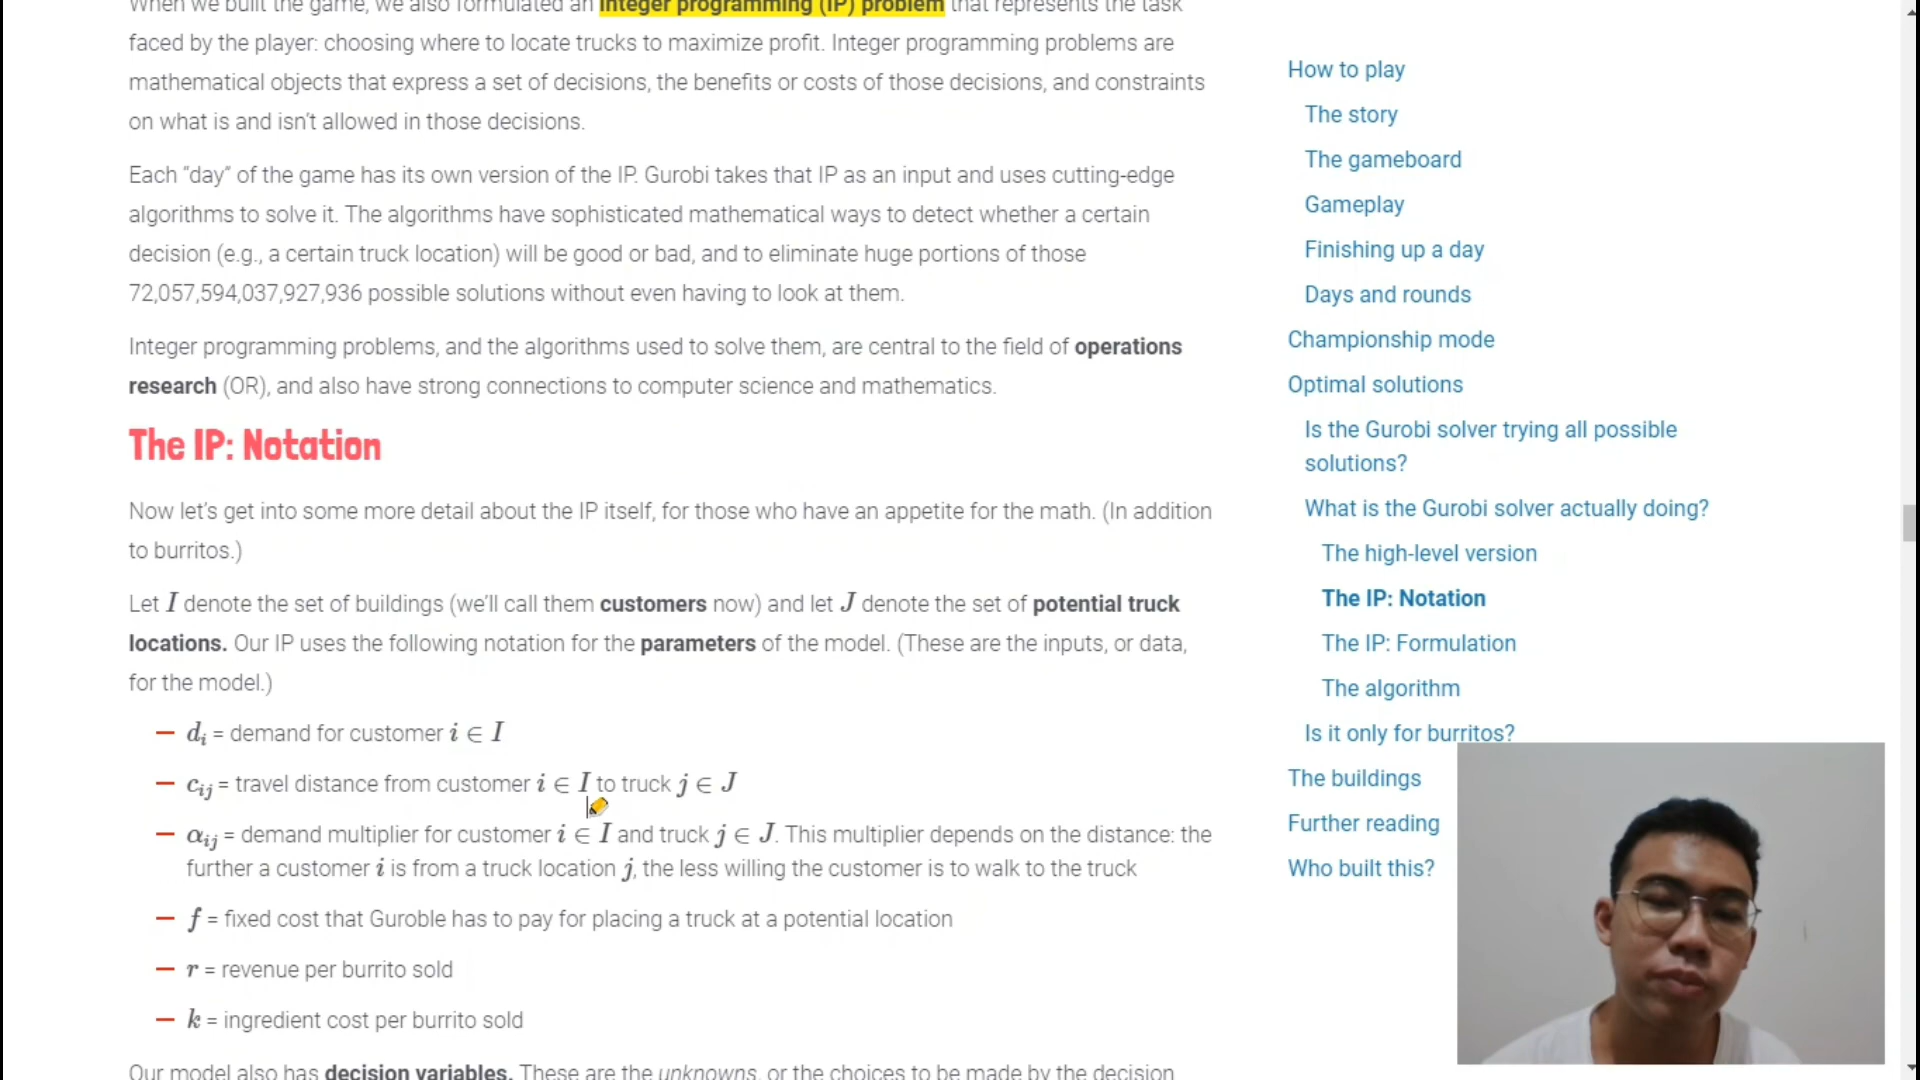 When we built the game, we also formulated an integer programming (IP) problem that represents the task
faced by the player: choosing where to locate trucks to maximize profit. Integer programming problems are
mathematical objects that express a set of decisions, the benefits or costs of those decisions, and constraints
on what is and isn't allowed in those decisions.
Each "day" of the game has its own version of the IP. Gurobi takes that IP as an input and uses cutting-edge
algorithms to solve it. The algorithms have sophisticated mathematical ways to detect whether a certain
decision (e.g., a certain truck location) will be good or bad, and to eliminate huge portions of those
72,057,594,037,927,936 possible solutions without even having to look at them.
Integer programming problems, and the algorithms used to solve them, are central to the field of operations
research (OR), and also have strong connections to computer science and mathematics.
The IP: Notation
Now let's get into some more detail about the IP itself, for those who have an appetite for the math. (In addition
to burritos.)
Let I denote the set of buildings (we'll call them customers now) and let J denote the set of potential truck
locations. Our IP uses the following notation for the parameters of the model. (These are the inputs, or data,
for the model.)
– dᵢ = demand for customer i ∈ I
– cᵢⱼ = travel distance from customer i ∈ I to truck j ∈ J
– αᵢⱼ = demand multiplier for customer i ∈ I and truck j ∈ J. This multiplier depends on the distance: the
further a customer i is from a truck location j, the less willing the customer is to walk to the truck
– f = fixed cost that Guroble has to pay for placing a truck at a potential location
– r = revenue per burrito sold
– k = ingredient cost per burrito sold
Our model also has decision variables. These are the unknowns, or the choices to be made by the decision
How to play
The story
The gameboard
Gameplay
Finishing up a day
Days and rounds
Championship mode
Optimal solutions
Is the Gurobi solver trying all possible
solutions?
What is the Gurobi solver actually doing?
The high-level version
The IP: Notation
The IP: Formulation
The algorithm
Is it only for burritos?
The buildings
Further reading
Who built this?